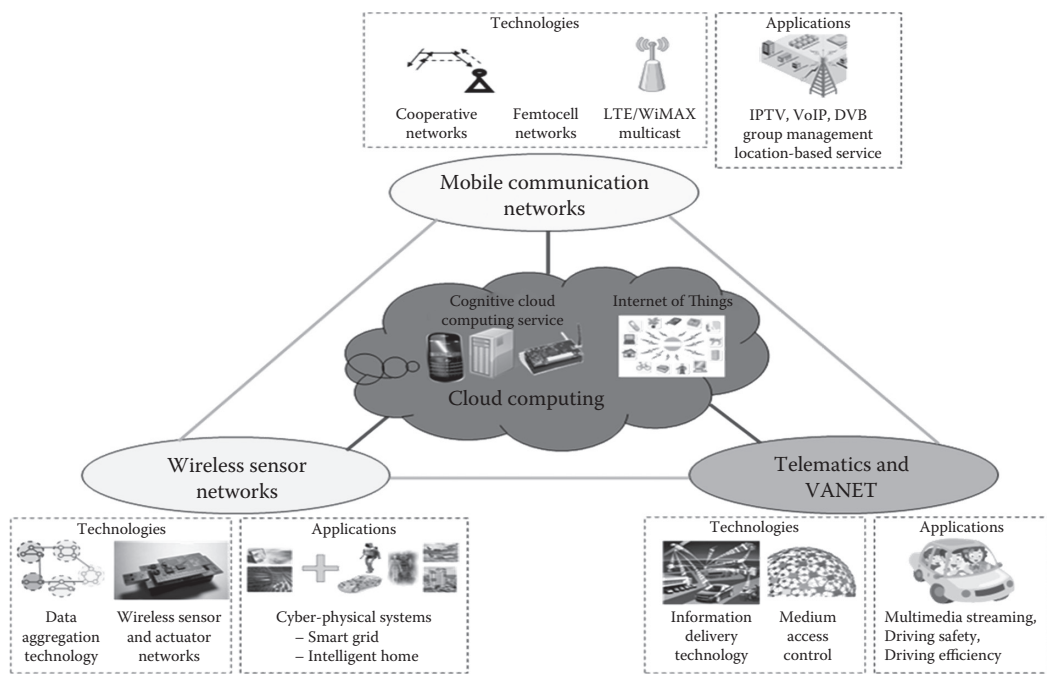 Technologies
Cooperative
networks
Femtocell
networks
LTE/WiMAX
multicast
Applications
IPTV, VoIP, DVB
group management
location-based service
Mobile communication
networks
Cognitive cloud
computing service
Internet of Things
Cloud computing
Wireless sensor
networks
Telematics and
VANET
Technologies
Data
aggregation
technology
Wireless sensor
and actuator
networks
Applications
Cyber-physical systems
– Smart grid
– Intelligent home
Technologies
Information
delivery
technology
Medium
access
control
Applications
Multimedia streaming,
Driving safety,
Driving efficiency